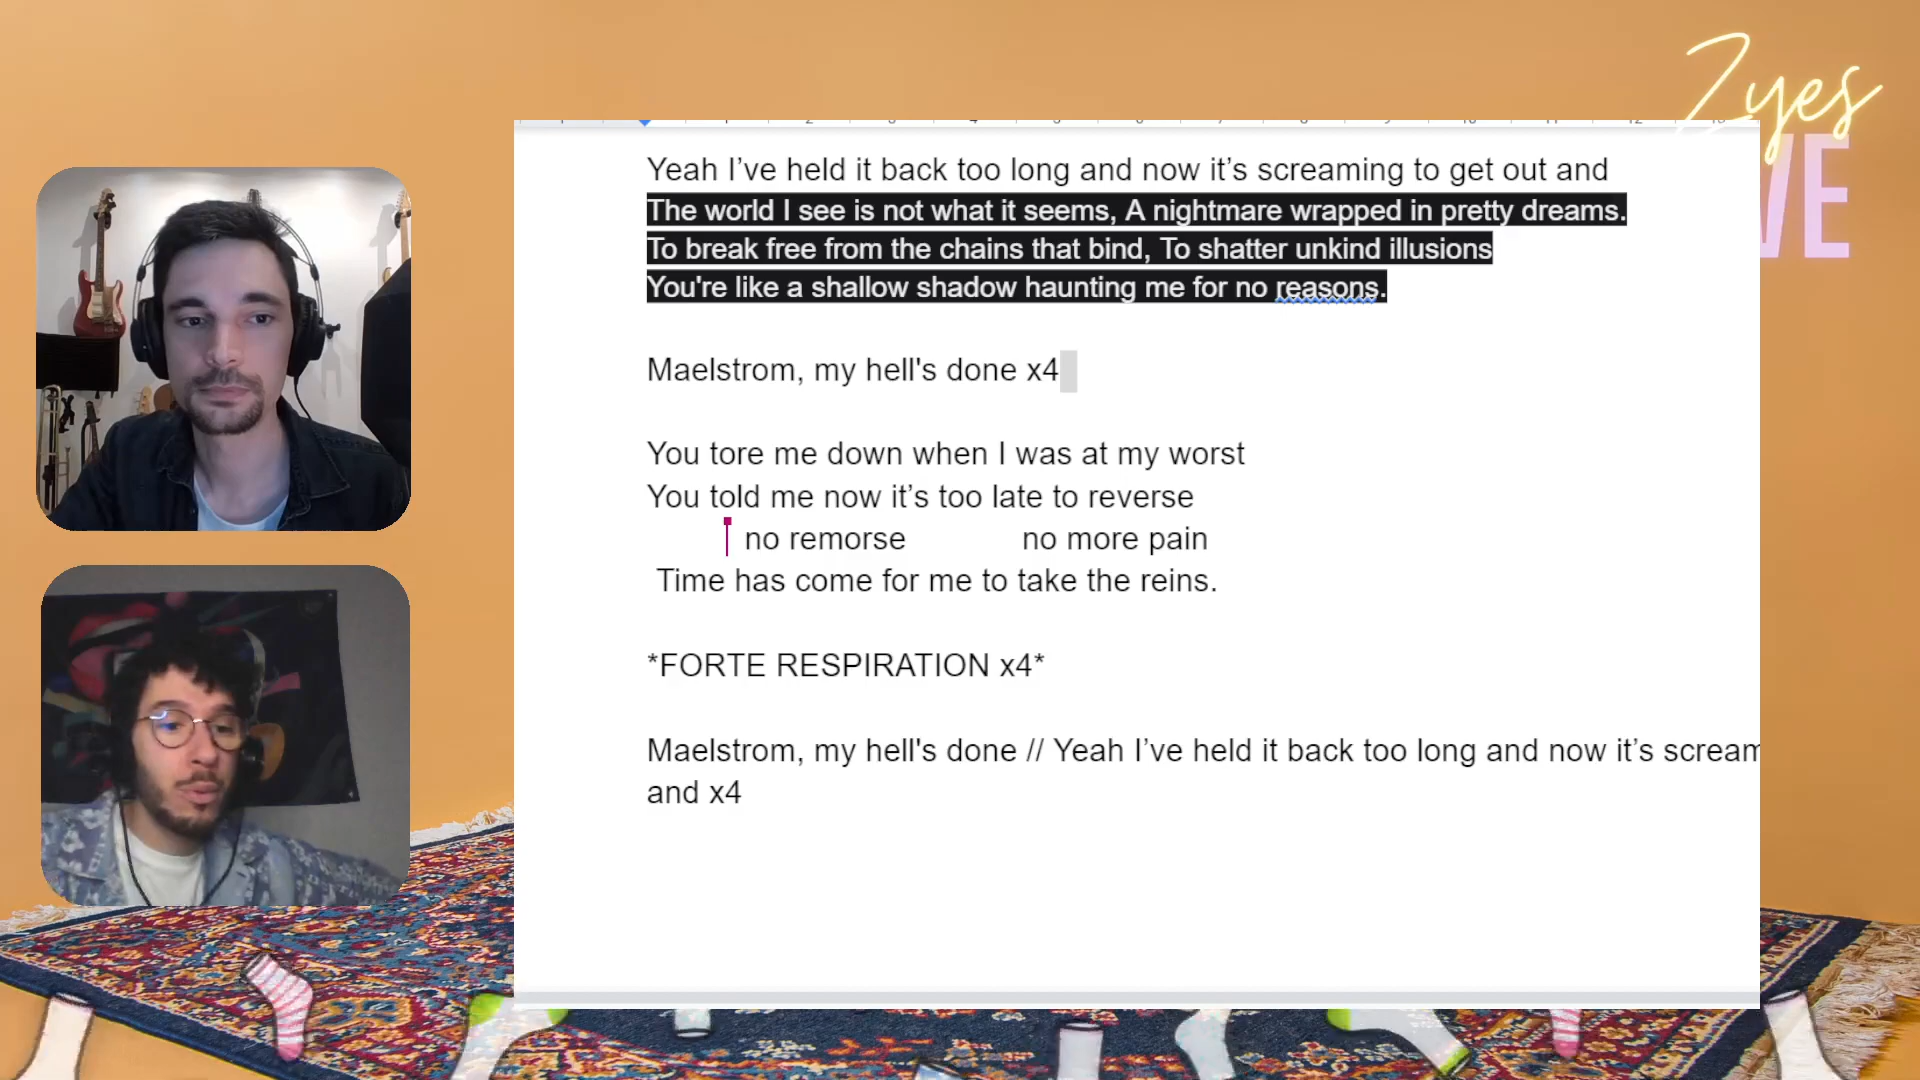 Zyes
VE
Yeah I’ve held it back too long and now it’s screaming to get out and
The world I see is not what it seems, A nightmare wrapped in pretty dreams.
To break free from the chains that bind, To shatter unkind illusions
You're like a shallow shadow haunting me for no reasons.
Maelstrom, my hell's done x4
You tore me down when I was at my worst
You told me now it’s too late to reverse
no remorse no more pain
Time has come for me to take the reins.
*FORTE RESPIRATION x4*
Maelstrom, my hell's done // Yeah I’ve held it back too long and now it’s scream
and x4